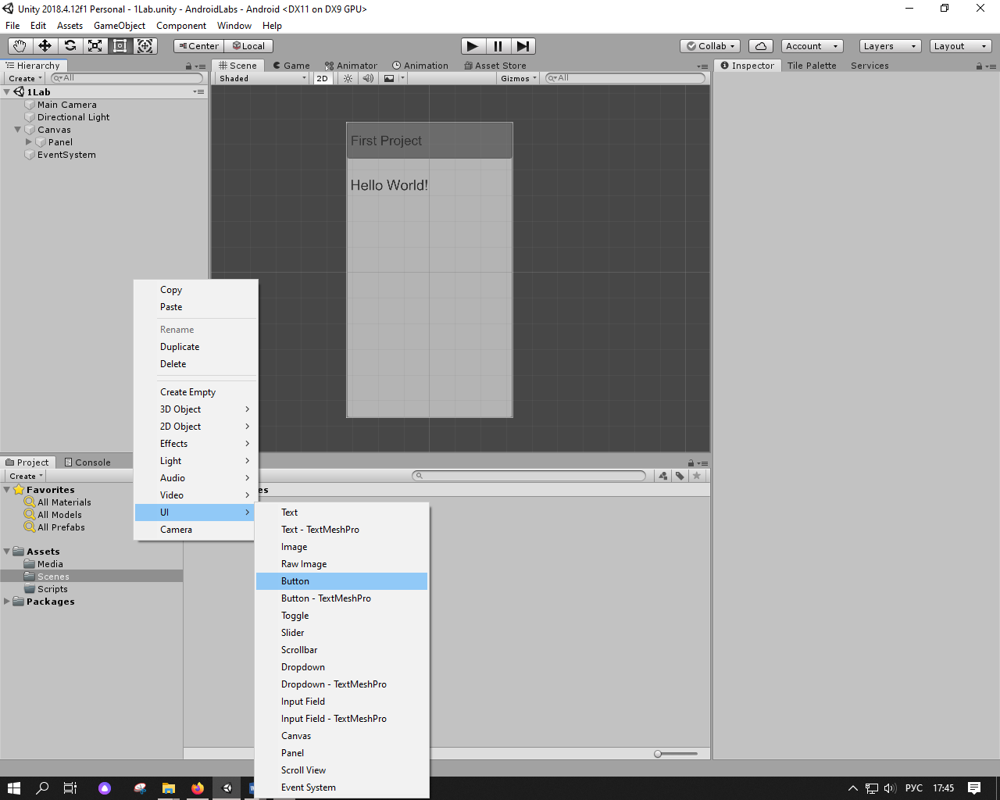 Unity 2018.4.12f1 Personal - 1Lab.unity - AndroidLabs - Android <DX11 on DX9 GPU>
File Edit Assets GameObject Component Window Help
Center Local Collab Account Layers Layout
Hierarchy Scene Game Animator Animation Asset Store Inspector Tile Palette Services
Create All Shaded 2D Gizmos All
1Lab
Main Camera
Directional Light
Canvas
Panel
EventSystem
First Project
Hello World!
Copy
Paste
Rename
Duplicate
Delete
Create Empty
3D Object
2D Object
Effects
Light
Audio
Video
UI
Camera
Project Console
Create
Favorites
All Materials
All Models
All Prefabs
Assets
Media
Scenes
Scripts
Packages
Text
Text - TextMeshPro
Image
Raw Image
Button
Button - TextMeshPro
Toggle
Slider
Scrollbar
Dropdown
Dropdown - TextMeshPro
Input Field
Input Field - TextMeshPro
Canvas
Panel
Scroll View
Event System
РУС 17:45